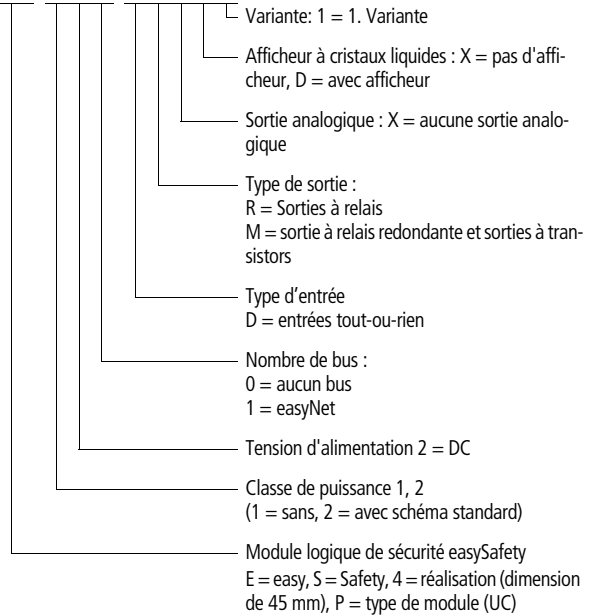 Variante: 1 = 1. Variante
Afficheur à cristaux liquides : X = pas d'affi-
cheur, D = avec afficheur
Sortie analogique : X = aucune sortie analo-
gique
Type de sortie :
R = Sorties à relais
M = sortie à relais redondante et sorties à tran-
sistors
Type d'entrée
D = entrées tout-ou-rien
Nombre de bus :
0 = aucun bus
1 = easyNet
Tension d'alimentation 2 = DC
Classe de puissance 1, 2
(1 = sans, 2 = avec schéma standard)
Module logique de sécurité easySafety
E = easy, S = Safety, 4 = réalisation (dimension
de 45 mm), P = type de module (UC)